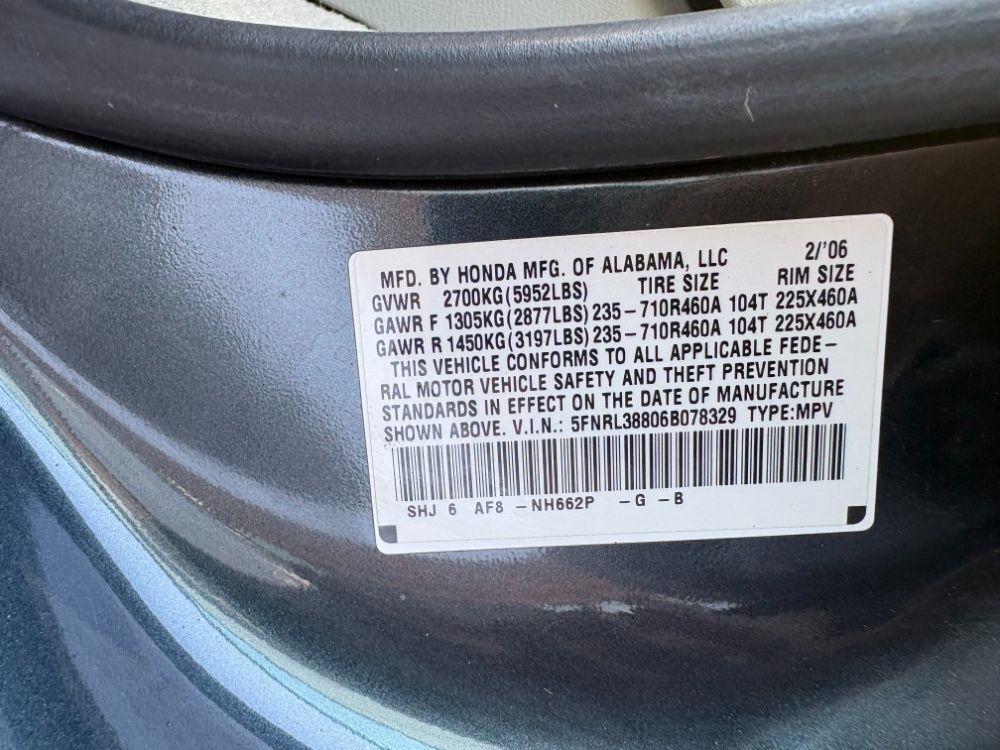 MFD. BY HONDA MFG. OF ALABAMA, LLC 2/'06
GVWR 2700KG(5952LBS) TIRE SIZE RIM SIZE
GAWR F 1305KG(2877LBS) 235-710R460A 104T 225X460A
GAWR R 1450KG(3197LBS) 235-710R460A 104T 225X460A
THIS VEHICLE CONFORMS TO ALL APPLICABLE FEDE-
RAL MOTOR VEHICLE SAFETY AND THEFT PREVENTION
STANDARDS IN EFFECT ON THE DATE OF MANUFACTURE
SHOWN ABOVE. V.I.N.: 5FNRL38806B078329 TYPE:MPV
SHJ 6 AF8 -NH662P -G -B